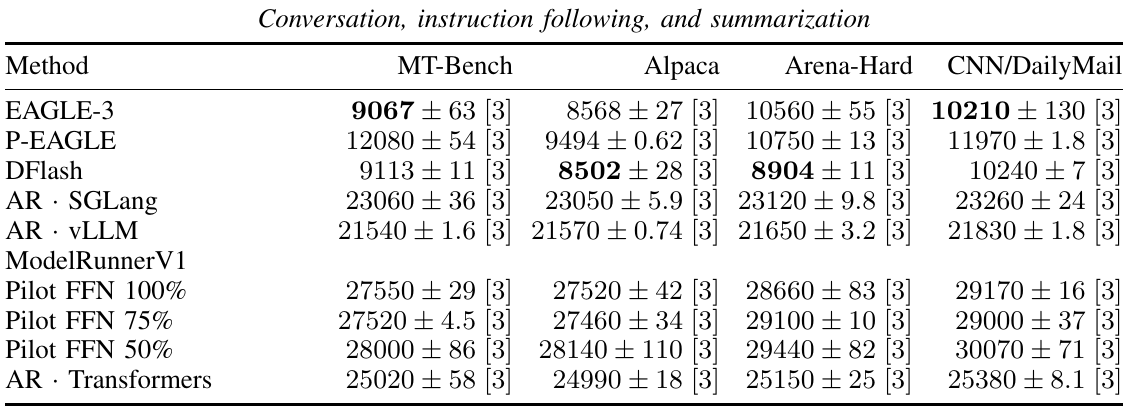 Conversation, instruction following, and summarization
Method MT-Bench Alpaca Arena-Hard CNN/DailyMail
EAGLE-3 9067 ± 63 [3] 8568 ± 27 [3] 10560 ± 55 [3] 10210 ± 130 [3]
P-EAGLE 12080 ± 54 [3] 9494 ± 0.62 [3] 10750 ± 13 [3] 11970 ± 1.8 [3]
DFlash 9113 ± 11 [3] 8502 ± 28 [3] 8904 ± 11 [3] 10240 ± 7 [3]
AR · SGLang 23060 ± 36 [3] 23050 ± 5.9 [3] 23120 ± 9.8 [3] 23260 ± 24 [3]
AR · vLLM 21540 ± 1.6 [3] 21570 ± 0.74 [3] 21650 ± 3.2 [3] 21830 ± 1.8 [3]
ModelRunnerV1
Pilot FFN 100% 27550 ± 29 [3] 27520 ± 42 [3] 28660 ± 83 [3] 29170 ± 16 [3]
Pilot FFN 75% 27520 ± 4.5 [3] 27460 ± 34 [3] 29100 ± 10 [3] 29000 ± 37 [3]
Pilot FFN 50% 28000 ± 86 [3] 28140 ± 110 [3] 29440 ± 82 [3] 30070 ± 71 [3]
AR · Transformers 25020 ± 58 [3] 24990 ± 18 [3] 25150 ± 25 [3] 25380 ± 8.1 [3]